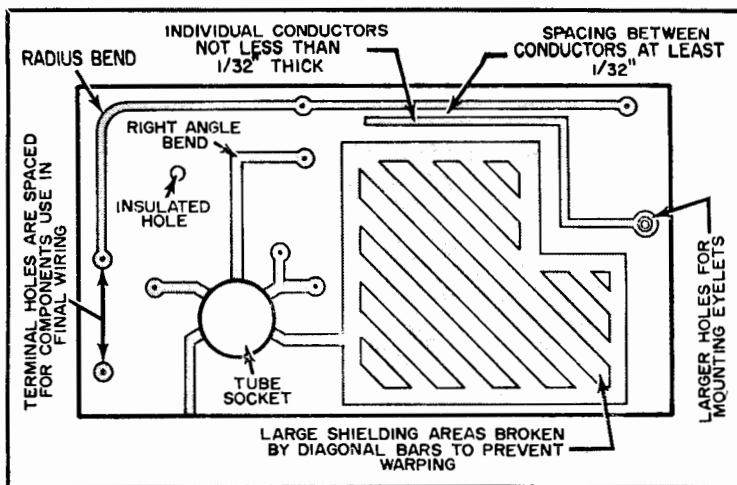 INDIVIDUAL CONDUCTORS
NOT LESS THAN
1/32" THICK
SPACING BETWEEN
CONDUCTORS AT LEAST
1/32"
RADIUS BEND
RIGHT ANGLE
BEND
INSULATED
HOLE
TERMINAL HOLES ARE SPACED
FOR COMPONENTS USE IN
FINAL WIRING
TUBE
SOCKET
LARGER HOLES FOR
MOUNTING EYELETS
LARGE SHIELDING AREAS BROKEN
BY DIAGONAL BARS TO PREVENT
WARPING